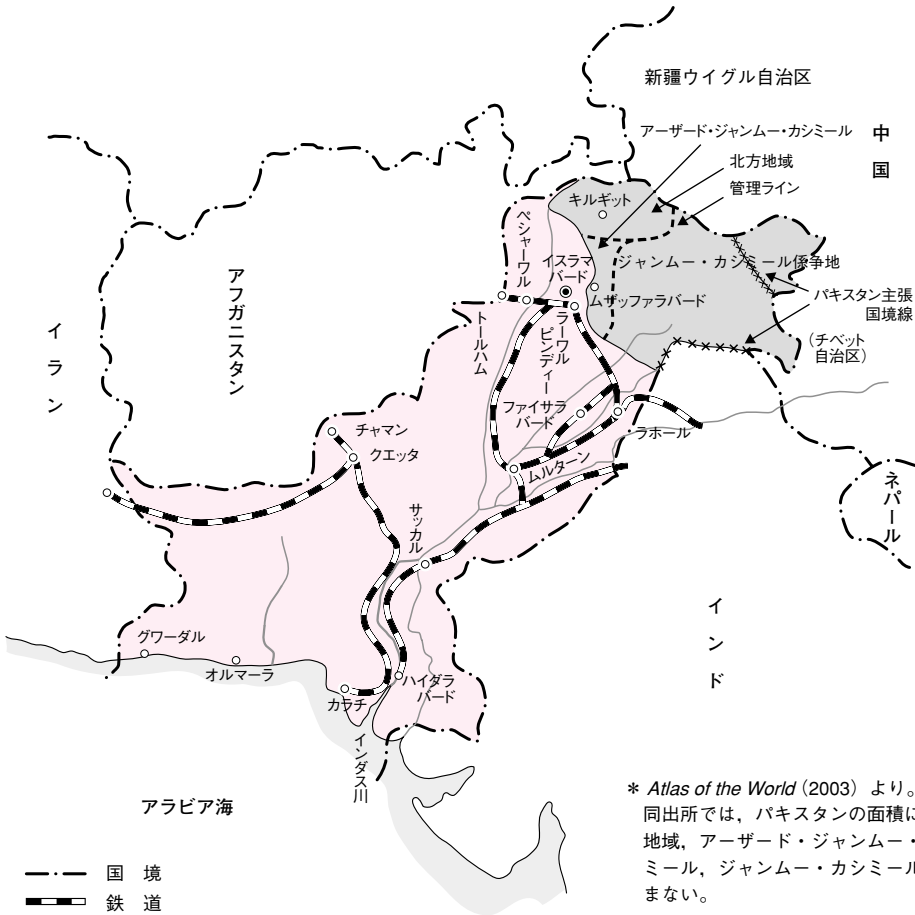 新疆ウイグル自治区
中国
アーザード・ジャンムー・カシミール
北方地域
管理ライン
キルギット
ペシャーワル
イスラマ
バード
ジャンムー・カシミール係争地
ムザッファラバード
パキスタン主張
国境線
(チベット
自治区)
アフガニスタン
イラン
トールハム
ラーワル
ピンディー
ファイサラ
バード
ラホール
チャマン
クエッタ
ムルターン
サッカル
ネパール
インド
グワーダル
オルマーラ
カラチ
ハイダラ
バード
インダス川
アラビア海
国 境
鉄 道
* Atlas of the World (2003) より。
同出所では,パキスタンの面積に
地域,アーザード・ジャンムー・
ミール,ジャンムー・カシミール
まない。